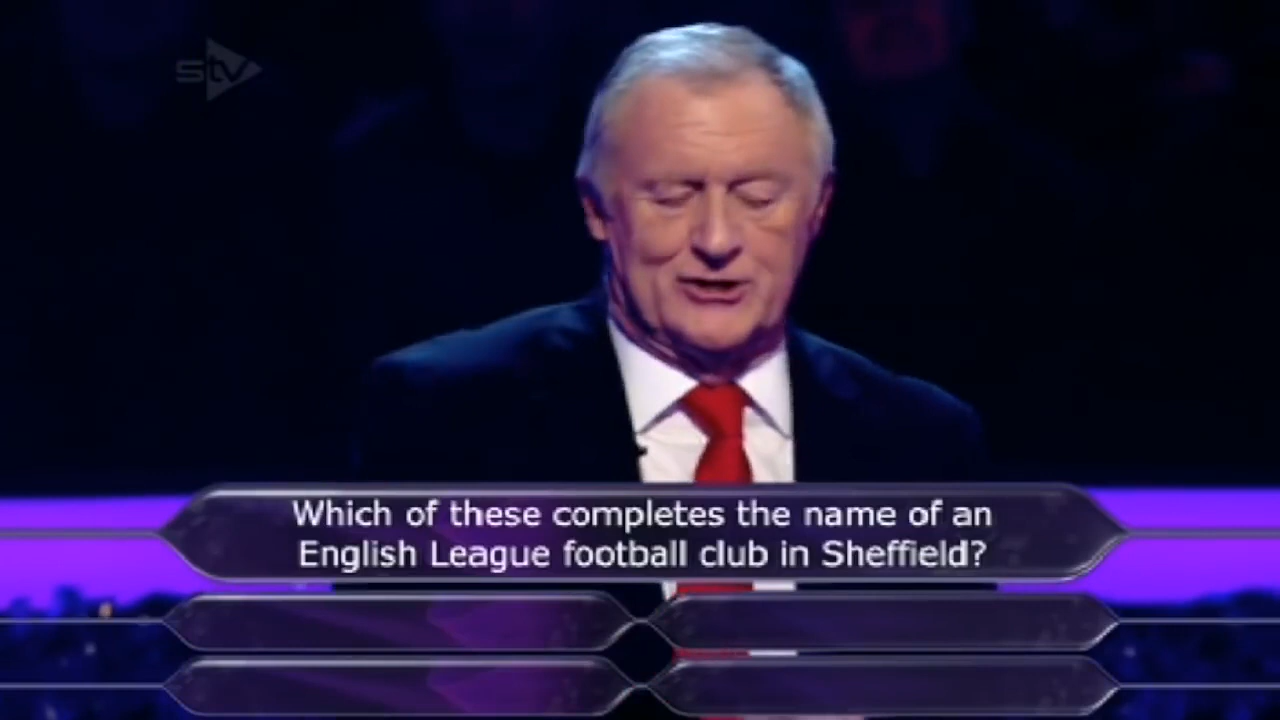 stv
Which of these completes the name of an
English League football club in Sheffield?